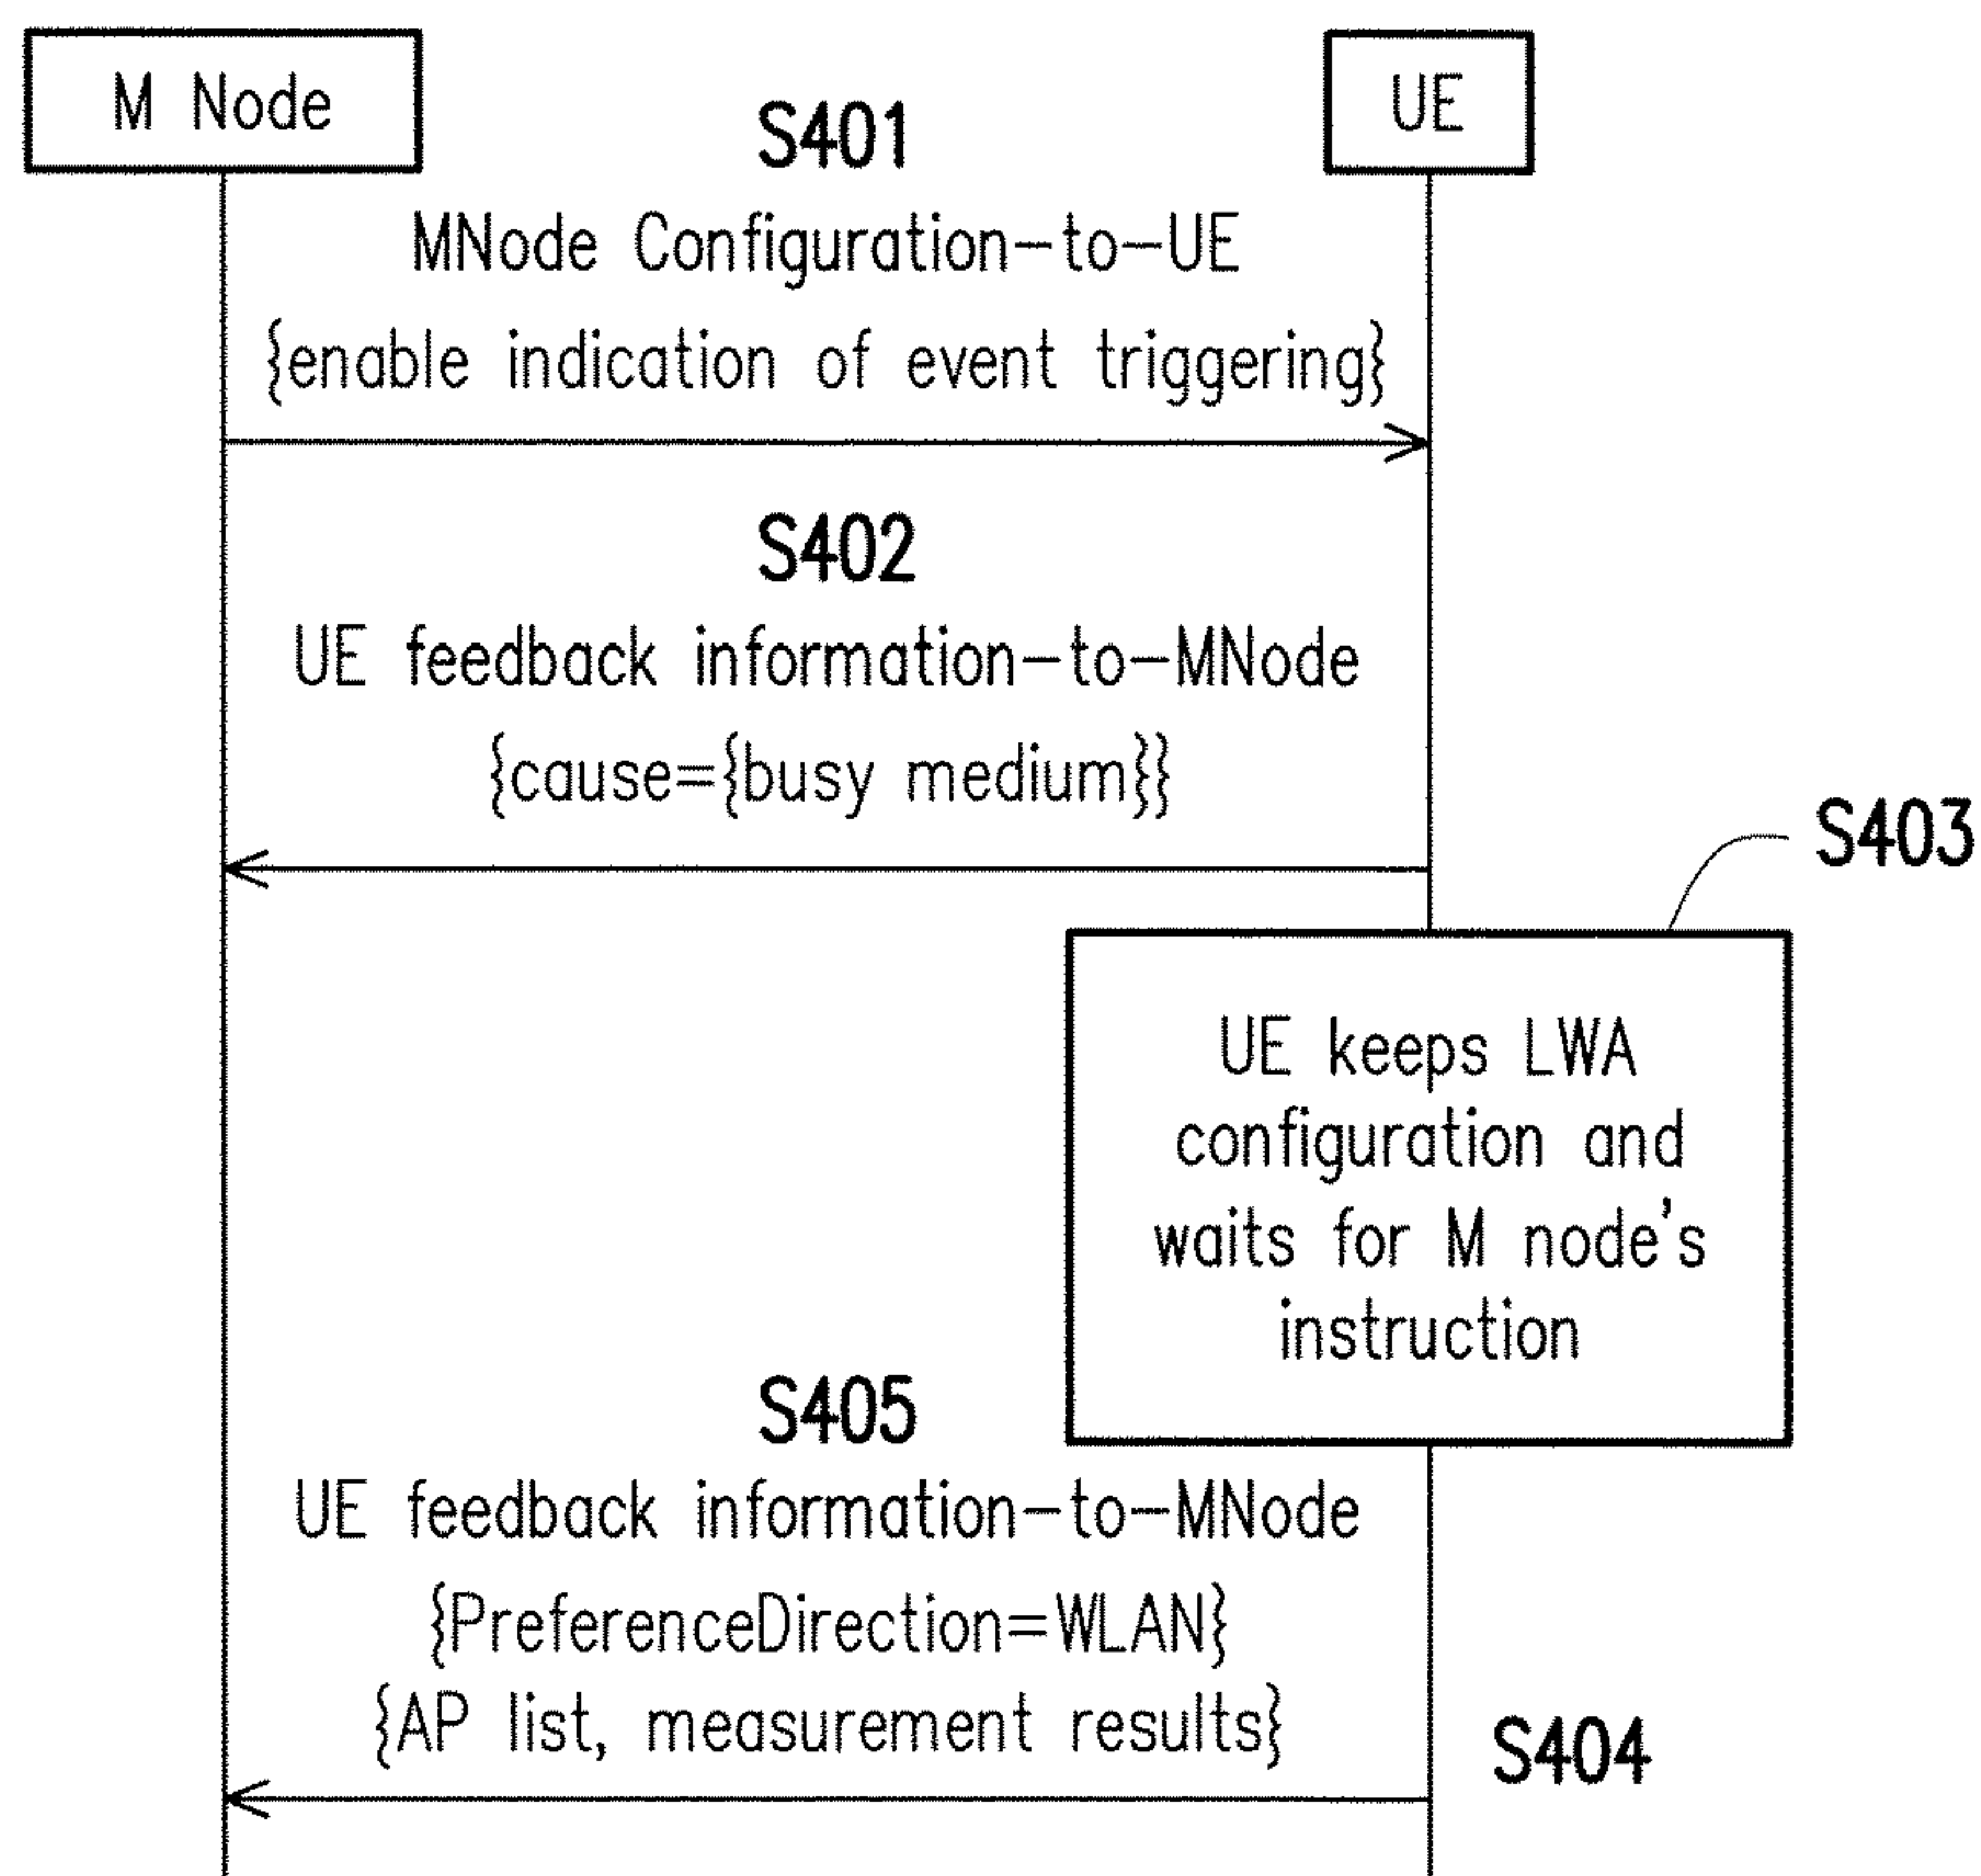 M Node
UE
S401
MNode Configuration-to-UE
{enable indication of event triggering}
S402
UE feedback information-to-MNode
{cause={busy medium}}
S403
UE keeps LWA
configuration and
waits for M node's
instruction
S405
UE feedback information-to-MNode
{PreferenceDirection=WLAN}
{AP list, measurement results}
S404